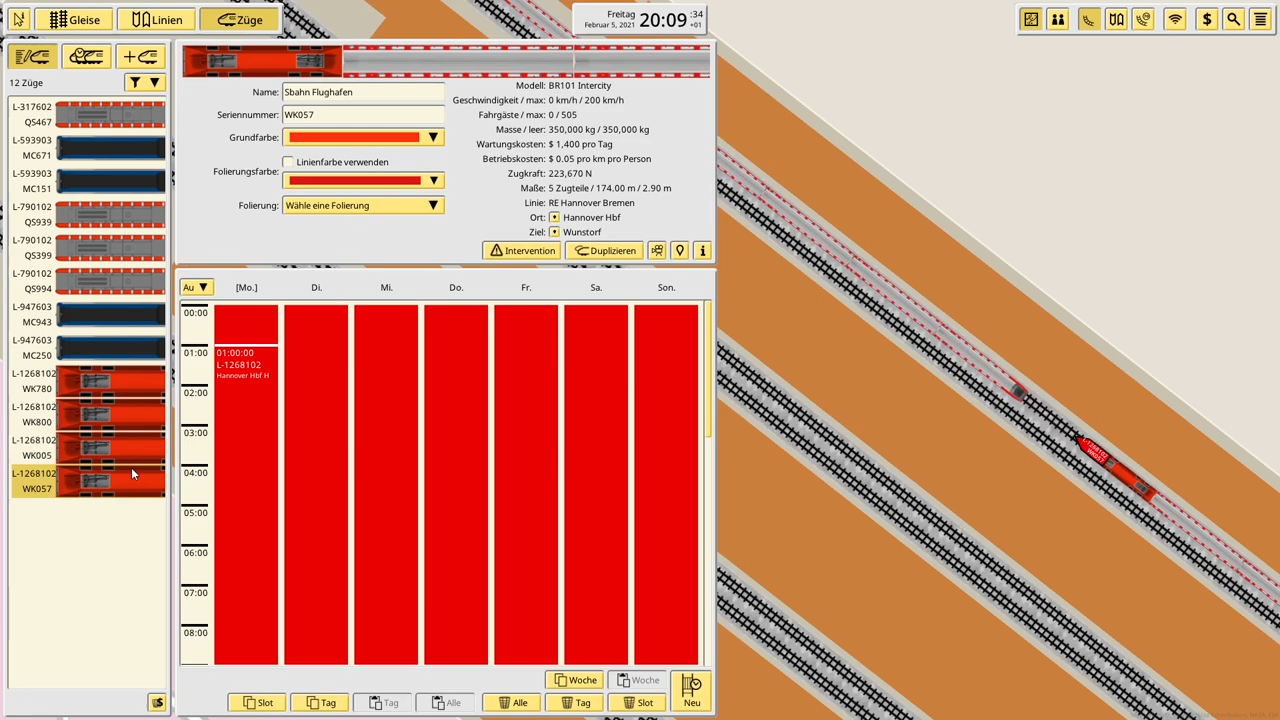 Gleise
Linien
Züge
Freitag
Februar 5, 2021
20:09 :34
+01
$
12 Züge
L-317602
QS467
L-593903
MC671
L-593903
MC151
L-790102
QS939
L-790102
QS399
L-790102
QS994
L-947603
MC943
L-947603
MC250
L-1268102
WK780
L-1268102
WK800
L-1268102
WK005
L-1268102
WK057
Name: Sbahn Flughafen
Seriennummer: WK057
Grundfarbe:
Linienfarbe verwenden
Folierungsfarbe:
Folierung: Wähle eine Folierung
Modell: BR101 Intercity
Geschwindigkeit / max: 0 km/h / 200 km/h
Fahrgäste / max: 0 / 505
Masse / leer: 350,000 kg / 350,000 kg
Wartungskosten: $ 1,400 pro Tag
Betriebskosten: $ 0.05 pro km pro Person
Zugkraft: 223,670 N
Maße: 5 Zugteile / 174.00 m / 2.90 m
Linie: RE Hannover Bremen
Ort: Hannover Hbf
Ziel: Wunstorf
Intervention
Duplizieren
Au
[Mo.]
Di.
Mi.
Do.
Fr.
Sa.
Son.
00:00
01:00
02:00
03:00
04:00
05:00
06:00
07:00
08:00
01:00:00
L-1268102
Hannover Hbf H
Woche
Woche
Slot
Tag
Tag
Alle
Alle
Tag
Slot
Neu
L-1268102
WK057